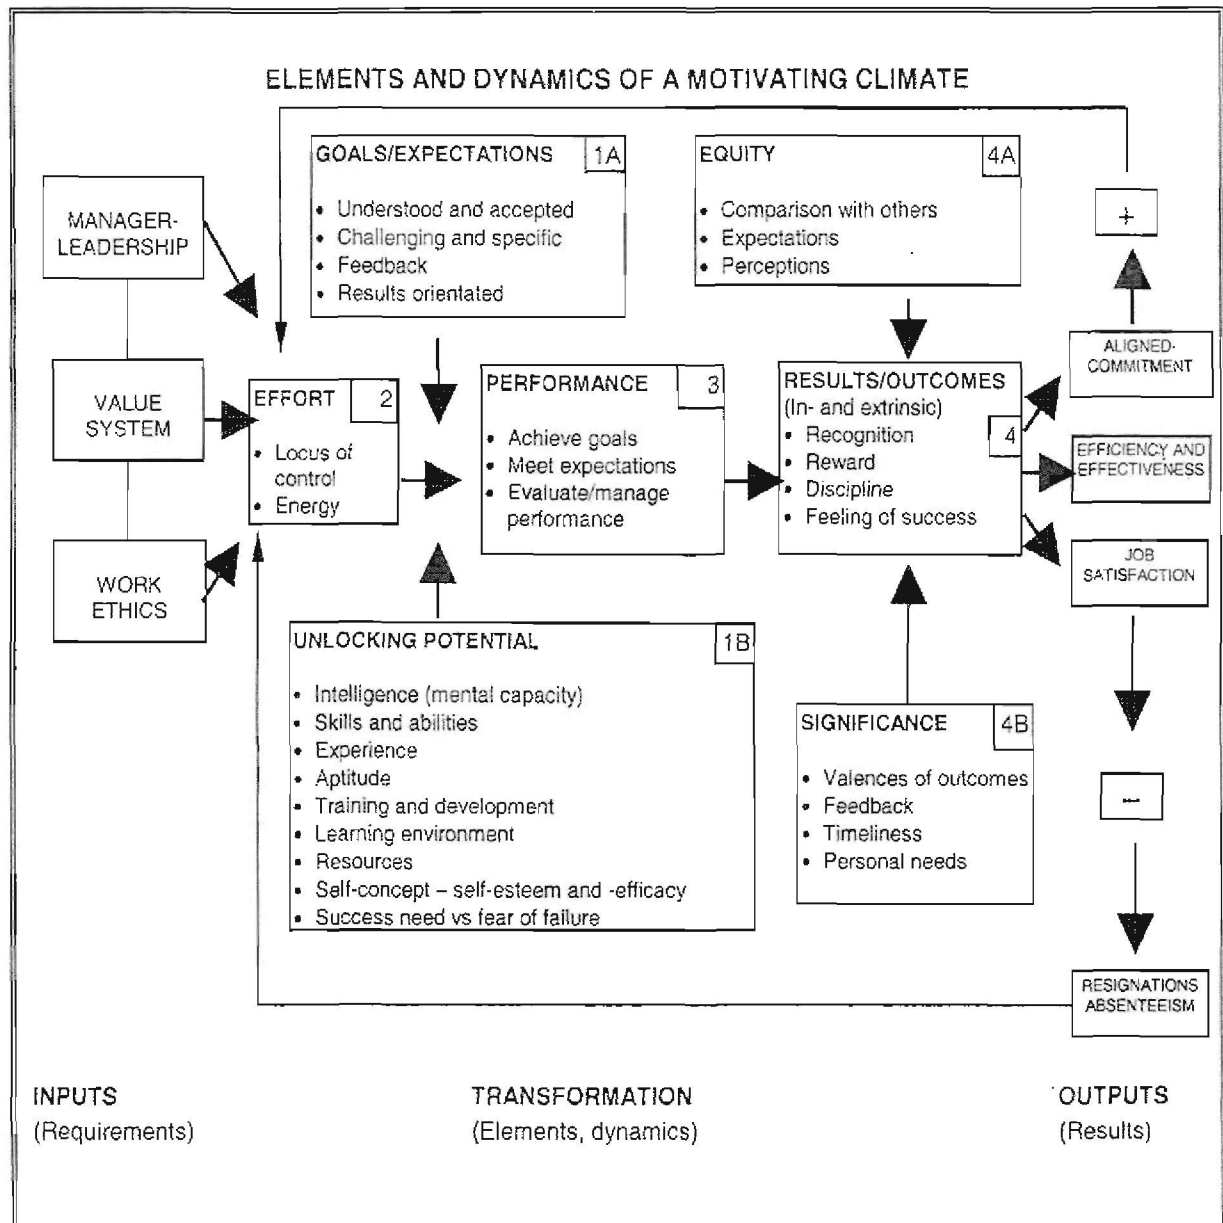 ELEMENTS AND DYNAMICS OF A MOTIVATING CLIMATE
GOALS/EXPECTATIONS 1A
• Understood and accepted
• Challenging and specific
• Feedback
• Results orientated
EQUITY 4A
• Comparison with others
• Expectations
• Perceptions
+
MANAGER-
LEADERSHIP
VALUE
SYSTEM
WORK
ETHICS
EFFORT 2
• Locus of
control
• Energy
PERFORMANCE 3
• Achieve goals
• Meet expectations
• Evaluate/manage
performance
RESULTS/OUTCOMES
(In- and extrinsic)
• Recognition 4
• Reward
• Discipline
• Feeling of success
ALIGNED-
COMMITMENT
EFFICIENCY AND
EFFECTIVENESS
JOB
SATISFACTION
UNLOCKING POTENTIAL 1B
• Intelligence (mental capacity)
• Skills and abilities
• Experience
• Aptitude
• Training and development
• Learning environment
• Resources
• Self-concept – self-esteem and -efficacy
• Success need vs fear of failure
SIGNIFICANCE 4B
• Valences of outcomes
• Feedback
• Timeliness
• Personal needs
–
RESIGNATIONS
ABSENTEEISM
INPUTS
(Requirements)
TRANSFORMATION
(Elements, dynamics)
OUTPUTS
(Results)